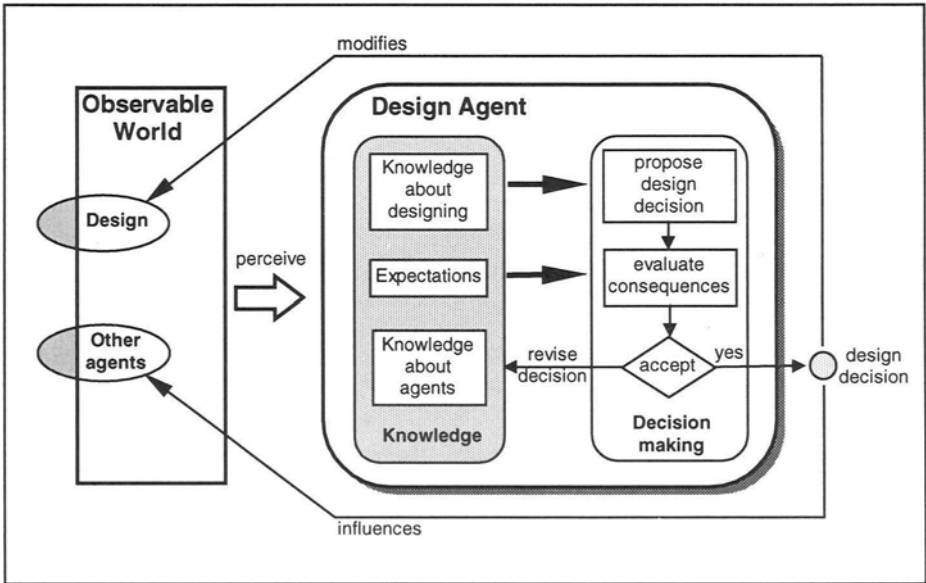 modifies
Observable
World
Design
Other
agents
perceive
Design Agent
Knowledge
about
designing
Expectations
Knowledge
about
agents
Knowledge
propose
design
decision
evaluate
consequences
accept
revise
decision
yes
Decision
making
design
decision
influences